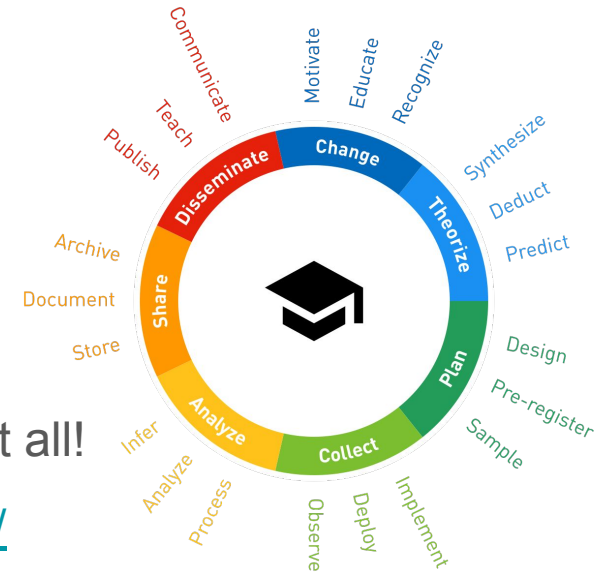 Motivate
Educate
Recognize
Change
Synthesize
Deduct
Predict
Theorize
Design
Pre-register
Sample
Plan
Implement
Deploy
Observe
Collect
Process
Analyze
Infer
Analyze
Store
Document
Archive
Share
Publish
Teach
Communicate
Disseminate
t all!
/